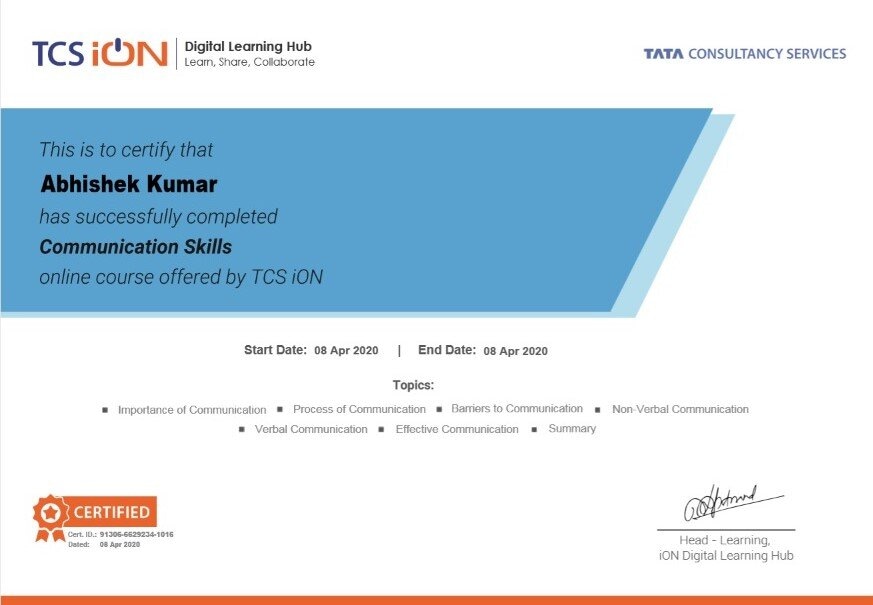 TCS iON
Digital Learning Hub
Learn, Share, Collaborate
TATA CONSULTANCY SERVICES
This is to certify that
Abhishek Kumar
has successfully completed
Communication Skills
online course offered by TCS iON
Start Date: 08 Apr 2020 | End Date: 08 Apr 2020
Topics:
▪ Importance of Communication ▪ Process of Communication ▪ Barriers to Communication ▪ Non-Verbal Communication
▪ Verbal Communication ▪ Effective Communication ▪ Summary
CERTIFIED
Cert. ID.: 91306-6629234-1016
Dated: 08 Apr 2020
Head - Learning,
iON Digital Learning Hub